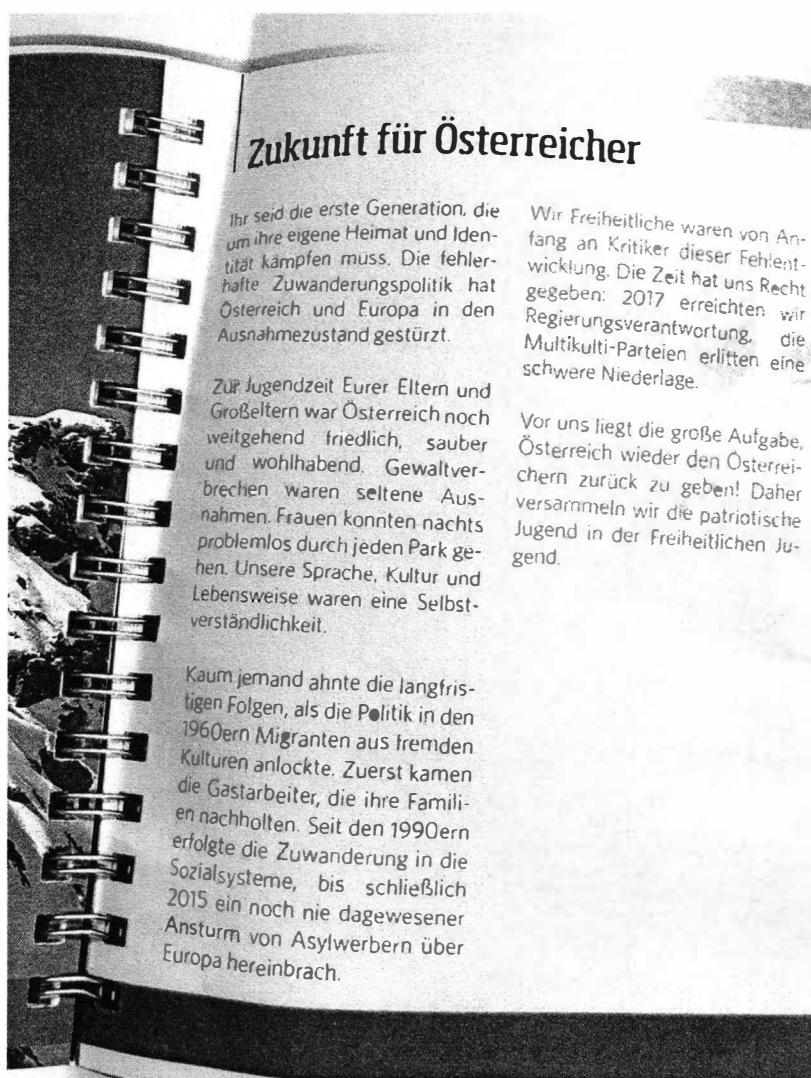 Zukunft für Österreicher
Ihr seid die erste Generation, die
um ihre eigene Heimat und Iden-
tität kämpfen muss. Die fehler-
hafte Zuwanderungspolitik hat
Österreich und Europa in den
Ausnahmezustand gestürzt.
Zur Jugendzeit Eurer Eltern und
Großeltern war Österreich noch
weitgehend friedlich, sauber
und wohlhabend. Gewaltver-
brechen waren seltene Aus-
nahmen. Frauen konnten nachts
problemlos durch jeden Park ge-
hen. Unsere Sprache, Kultur und
Lebensweise waren eine Selbst-
verständlichkeit.
Kaum jemand ahnte die langfris-
tigen Folgen, als die Politik in den
1960ern Migranten aus fremden
Kulturen anlockte. Zuerst kamen
die Gastarbeiter, die ihre Famili-
en nachholten. Seit den 1990ern
erfolgte die Zuwanderung in die
Sozialsysteme, bis schließlich
2015 ein noch nie dagewesener
Ansturm von Asylwerbern über
Europa hereinbrach.
Wir Freiheitliche waren von An-
fang an Kritiker dieser Fehlent-
wicklung. Die Zeit hat uns Recht
gegeben: 2017 erreichten wir
Regierungsverantwortung, die
Multikulti-Parteien erlitten eine
schwere Niederlage.
Vor uns liegt die große Aufgabe,
Österreich wieder den Österrei-
chern zurück zu geben! Daher
versammeln wir die patriotische
Jugend in der Freiheitlichen Ju-
gend.